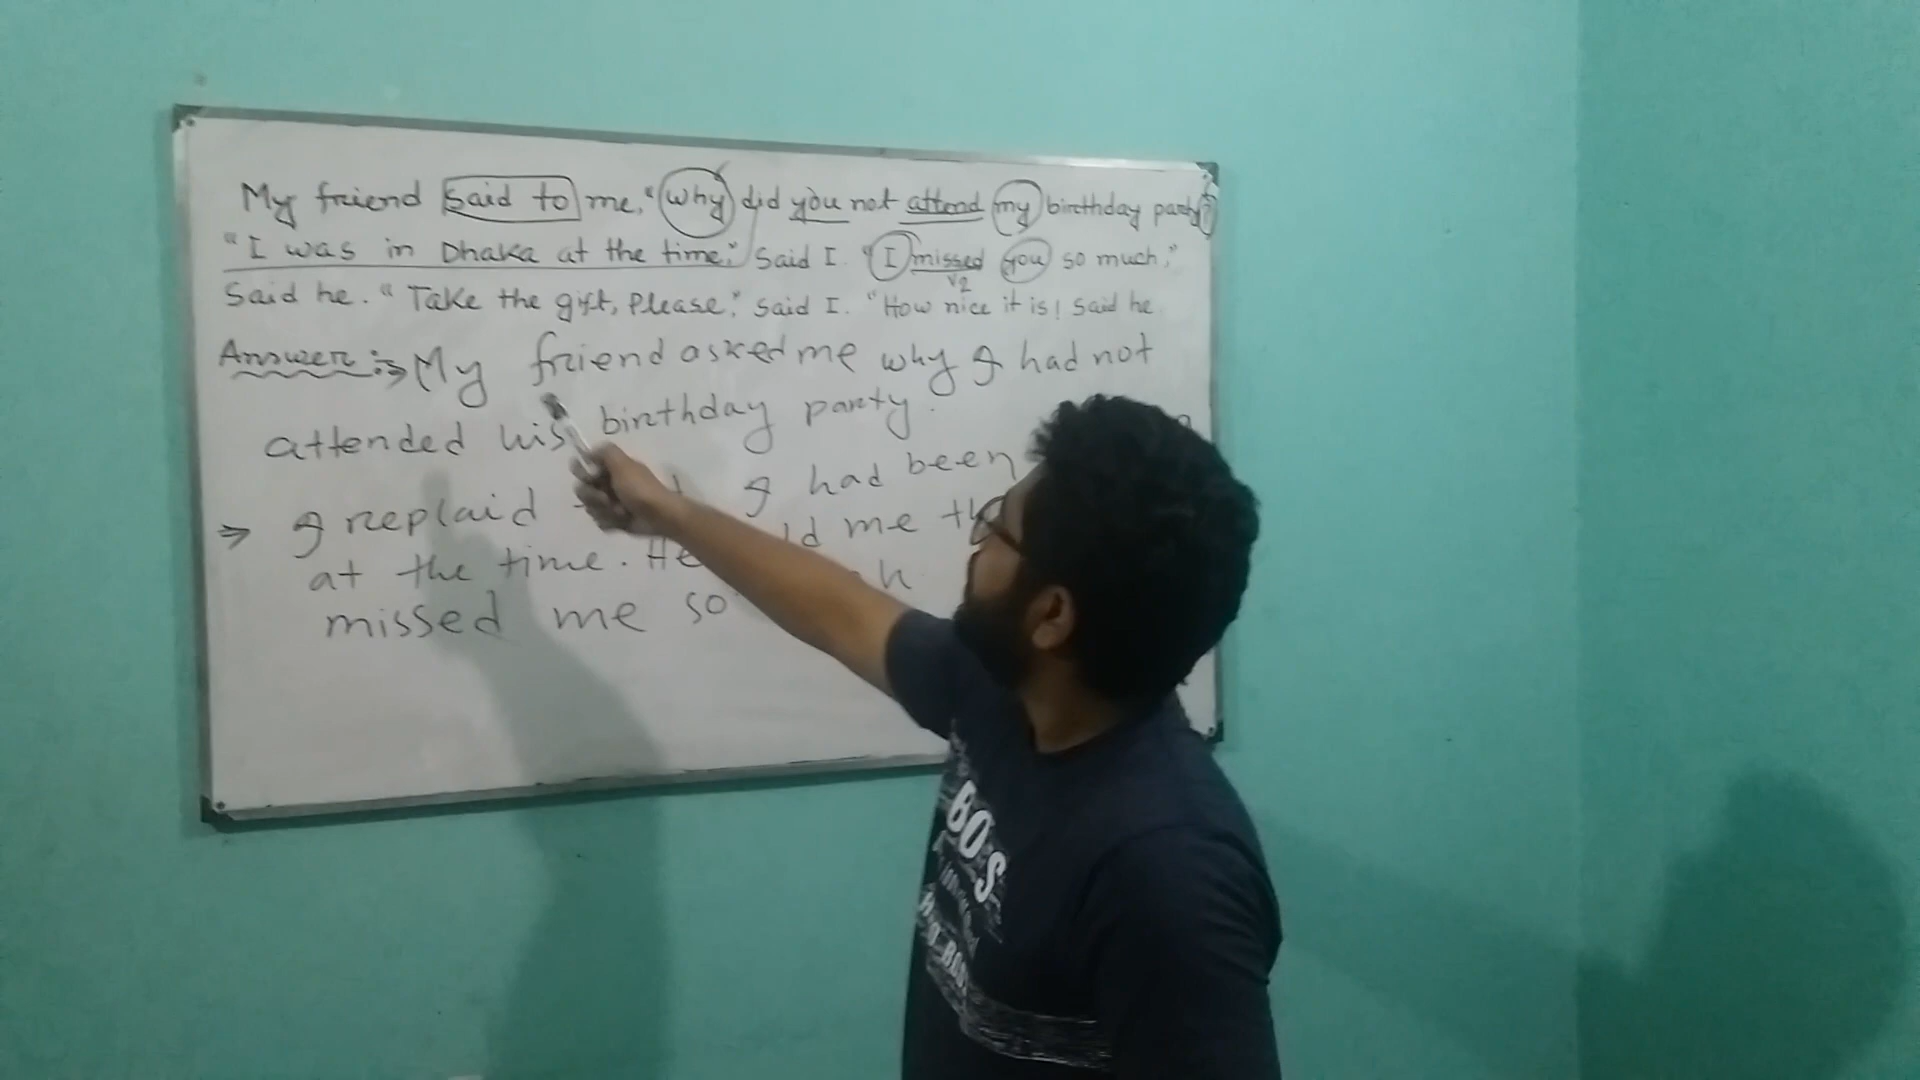 My friend said to me, "why did you not attend my birthday party?
"I was in Dhaka at the time," Said I. "I missed you so much,"
V2
Said he. "Take the gift, Please," said I. "How nice it is! Said he
Answer :⇒ My friend asked me why I had not
attended his birthday party.
⇒ I replaid I had been
at the time. He me
missed me so
BOS